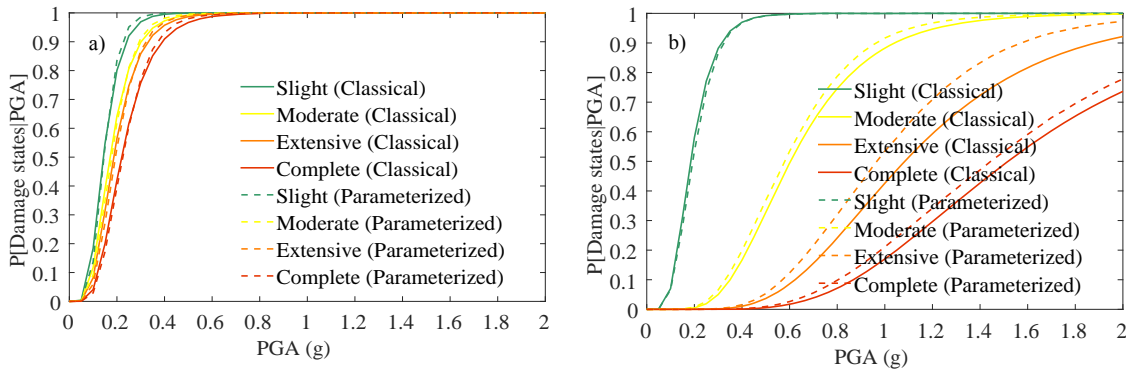 a)
P[Damage states|PGA]
1
0.9
0.8
0.7
0.6
0.5
0.4
0.3
0.2
0.1
0
Slight (Classical)
Moderate (Classical)
Extensive (Classical)
Complete (Classical)
Slight (Parameterized)
Moderate (Parameterized)
Extensive (Parameterized)
Complete (Parameterized)
0 0.2 0.4 0.6 0.8 1 1.2 1.4 1.6 1.8 2
PGA (g)
b)
P[Damage states|PGA]
1
0.9
0.8
0.7
0.6
0.5
0.4
0.3
0.2
0.1
0
Slight (Classical)
Moderate (Classical)
Extensive (Classical)
Complete (Classical)
Slight (Parameterized)
Moderate (Parameterized)
Extensive (Parameterized)
Complete (Parameterized)
0 0.2 0.4 0.6 0.8 1 1.2 1.4 1.6 1.8 2
PGA (g)